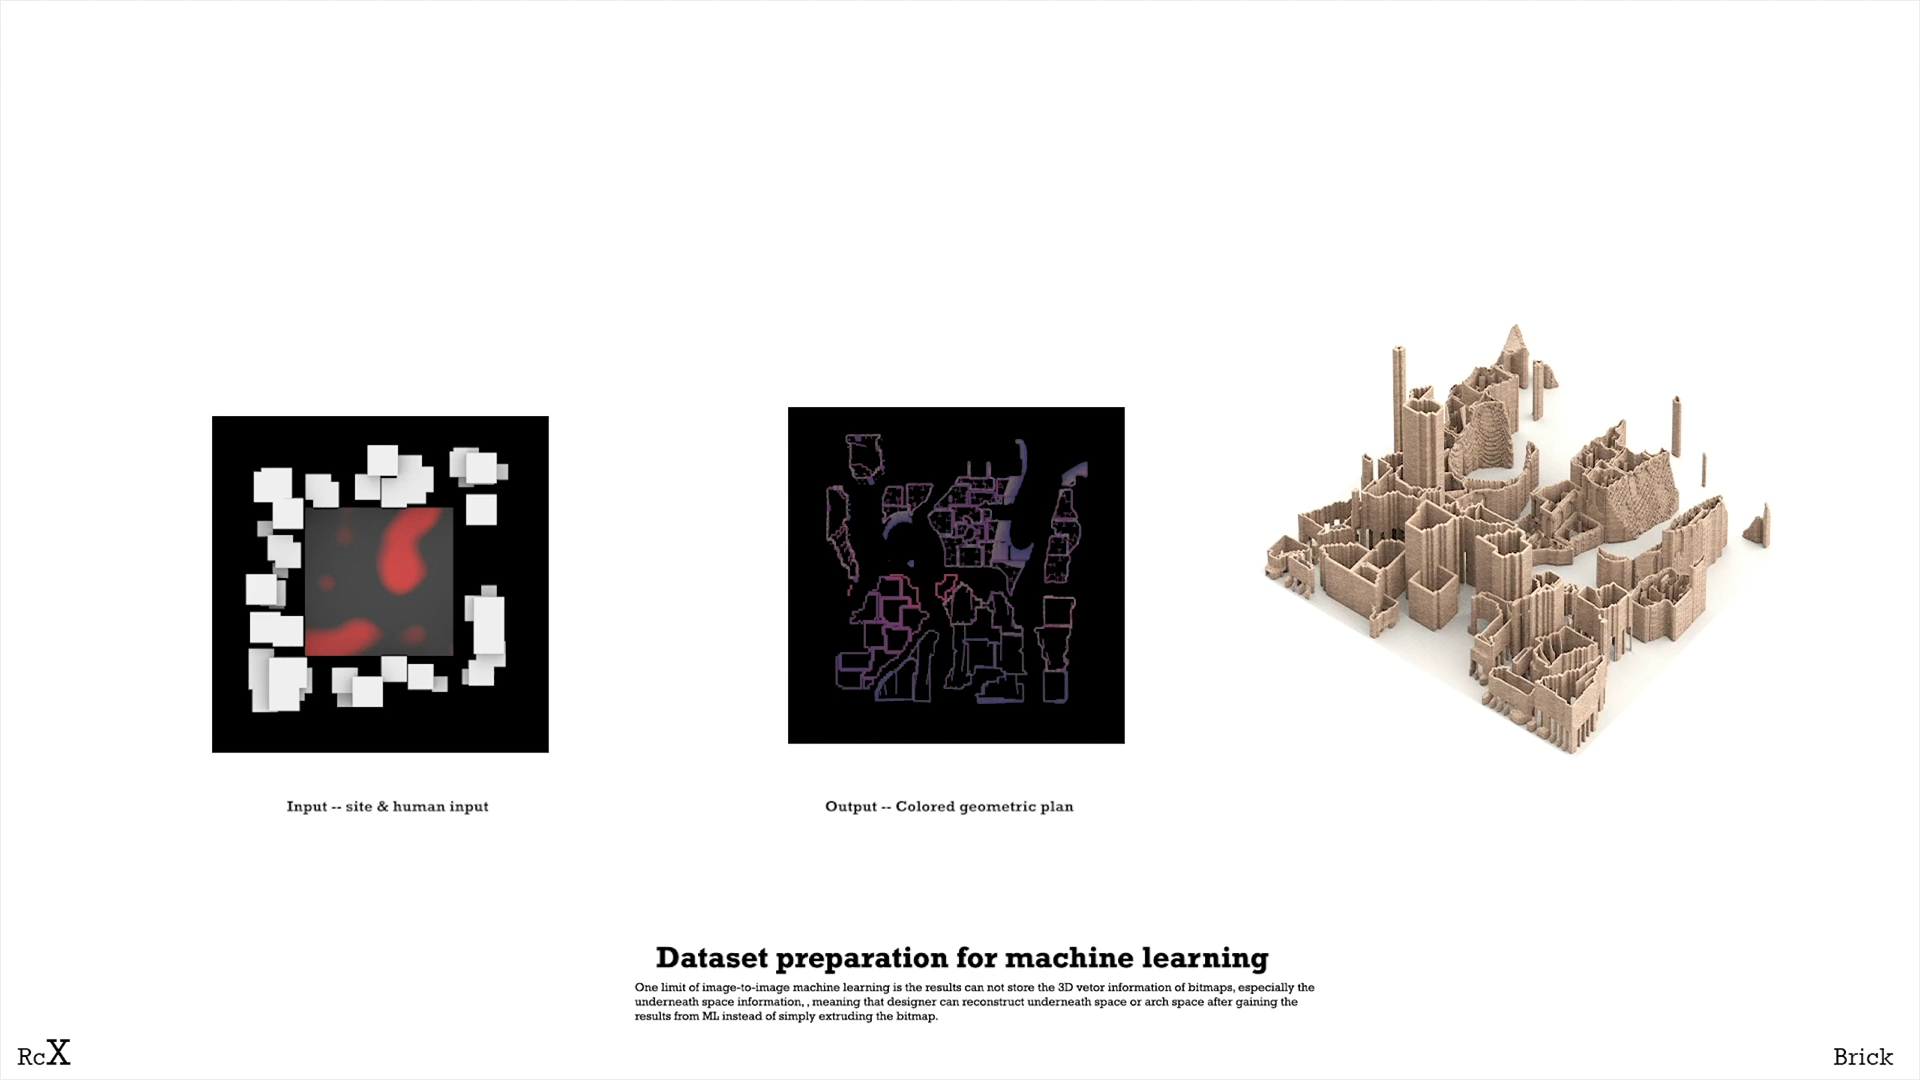 Input -- site & human input
Output -- Colored geometric plan
Dataset preparation for machine learning
One limit of image-to-image machine learning is the results can not store the 3D vetor information of bitmaps, especially the
underneath space information, , meaning that designer can reconstruct underneath space or arch space after gaining the
results from ML instead of simply extruding the bitmap.
RcX
Brick